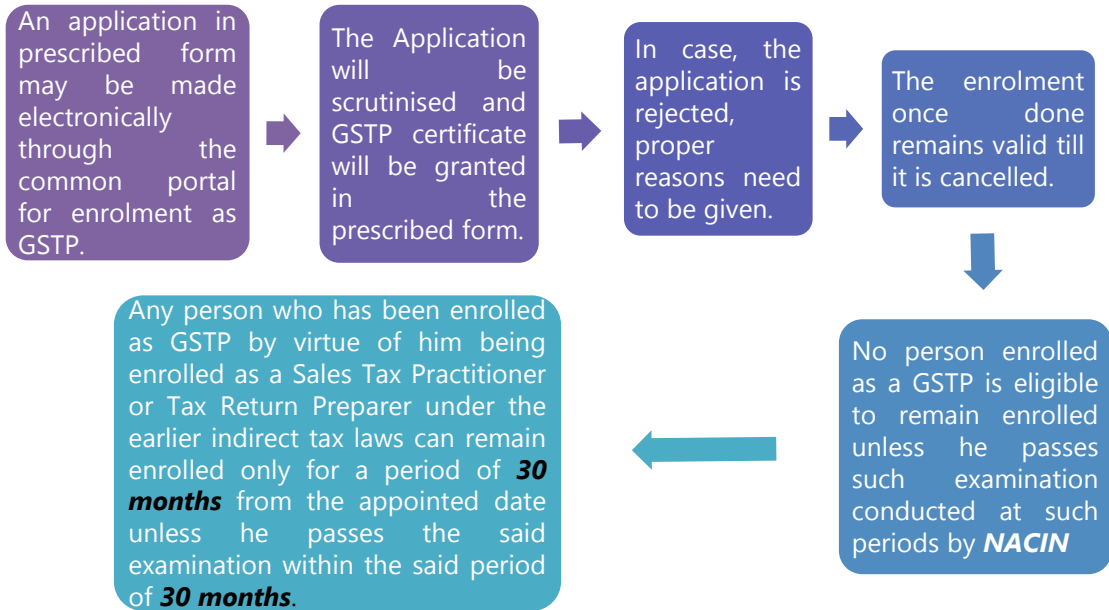 An application in
prescribed form
may be made
electronically
through the
common portal
for enrolment as
GSTP.
The Application
will be
scrutinised and
GSTP certificate
will be granted
in the
prescribed form.
In case, the
application is
rejected,
proper
reasons need
to be given.
The enrolment
once done
remains valid till
it is cancelled.
No person enrolled
as a GSTP is eligible
to remain enrolled
unless he passes
such examination
conducted at such
periods by NACIN
Any person who has been enrolled
as GSTP by virtue of him being
enrolled as a Sales Tax Practitioner
or Tax Return Preparer under the
earlier indirect tax laws can remain
enrolled only for a period of 30
months from the appointed date
unless he passes the said
examination within the said period
of 30 months.